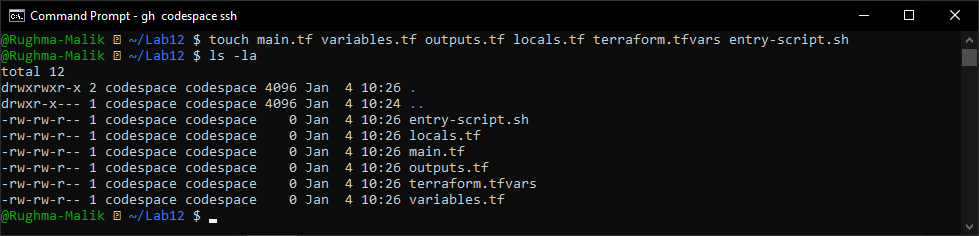 Command Prompt - gh codespace ssh
@Rughma-Malik ~/Lab12 $ touch main.tf variables.tf outputs.tf locals.tf terraform.tfvars entry-script.sh
@Rughma-Malik ~/Lab12 $ ls -la
total 12
drwxrwxr-x 2 codespace codespace 4096 Jan  4 10:26 .
drwxr-x--- 1 codespace codespace 4096 Jan  4 10:24 ..
-rw-rw-r-- 1 codespace codespace    0 Jan  4 10:26 entry-script.sh
-rw-rw-r-- 1 codespace codespace    0 Jan  4 10:26 locals.tf
-rw-rw-r-- 1 codespace codespace    0 Jan  4 10:26 main.tf
-rw-rw-r-- 1 codespace codespace    0 Jan  4 10:26 outputs.tf
-rw-rw-r-- 1 codespace codespace    0 Jan  4 10:26 terraform.tfvars
-rw-rw-r-- 1 codespace codespace    0 Jan  4 10:26 variables.tf
@Rughma-Malik ~/Lab12 $